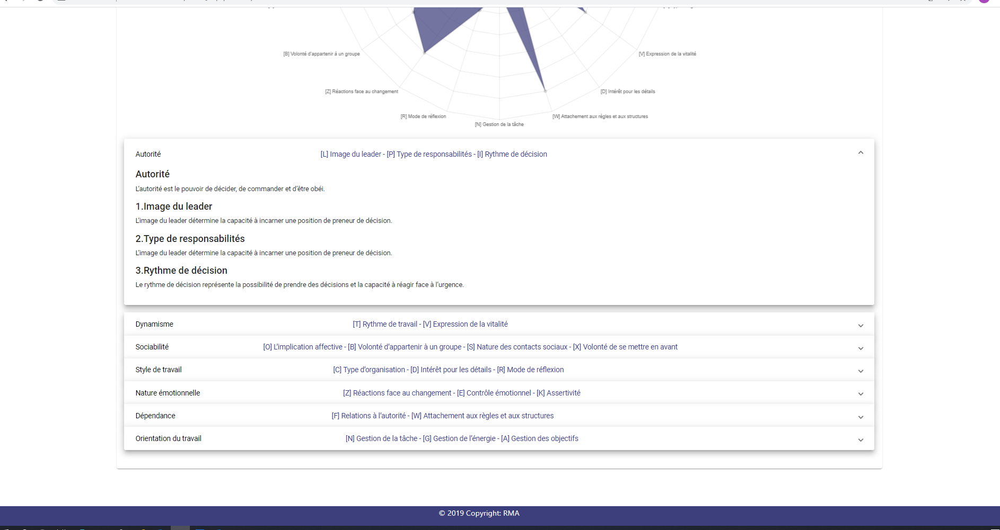 [B] Volonté d'appartenir à un groupe
[V] Expression de la vitalité
[Z] Réactions face au changement
[D] Intérêt pour les détails
[R] Mode de réflexion
[W] Attachement aux règles et aux structures
[N] Gestion de la tâche
Autorité [L] Image du leader - [P] Type de responsabilités - [I] Rythme de décision
Autorité
L'autorité est le pouvoir de décider, de commander et d'être obéi.
1.Image du leader
L'image du leader détermine la capacité à incarner une position de preneur de décision.
2.Type de responsabilités
L'image du leader détermine la capacité à incarner une position de preneur de décision.
3.Rythme de décision
Le rythme de décision représente la possibilité de prendre des décisions et la capacité à réagir face à l'urgence.
Dynamisme [T] Rythme de travail - [V] Expression de la vitalité
Sociabilité [O] L'implication affective - [B] Volonté d'appartenir à un groupe - [S] Nature des contacts sociaux - [X] Volonté de se mettre en avant
Style de travail [C] Type d'organisation - [D] Intérêt pour les détails - [R] Mode de réflexion
Nature émotionnelle [Z] Réactions face au changement - [E] Contrôle émotionnel - [K] Assertivité
Dépendance [F] Relations à l'autorité - [W] Attachement aux règles et aux structures
Orientation du travail [N] Gestion de la tâche - [G] Gestion de l'énergie - [A] Gestion des objectifs
© 2019 Copyright: RMA